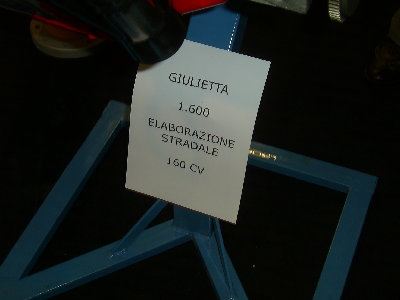 GIULIETTA
1.600
ELABORAZIONE
STRADALE
160 CV